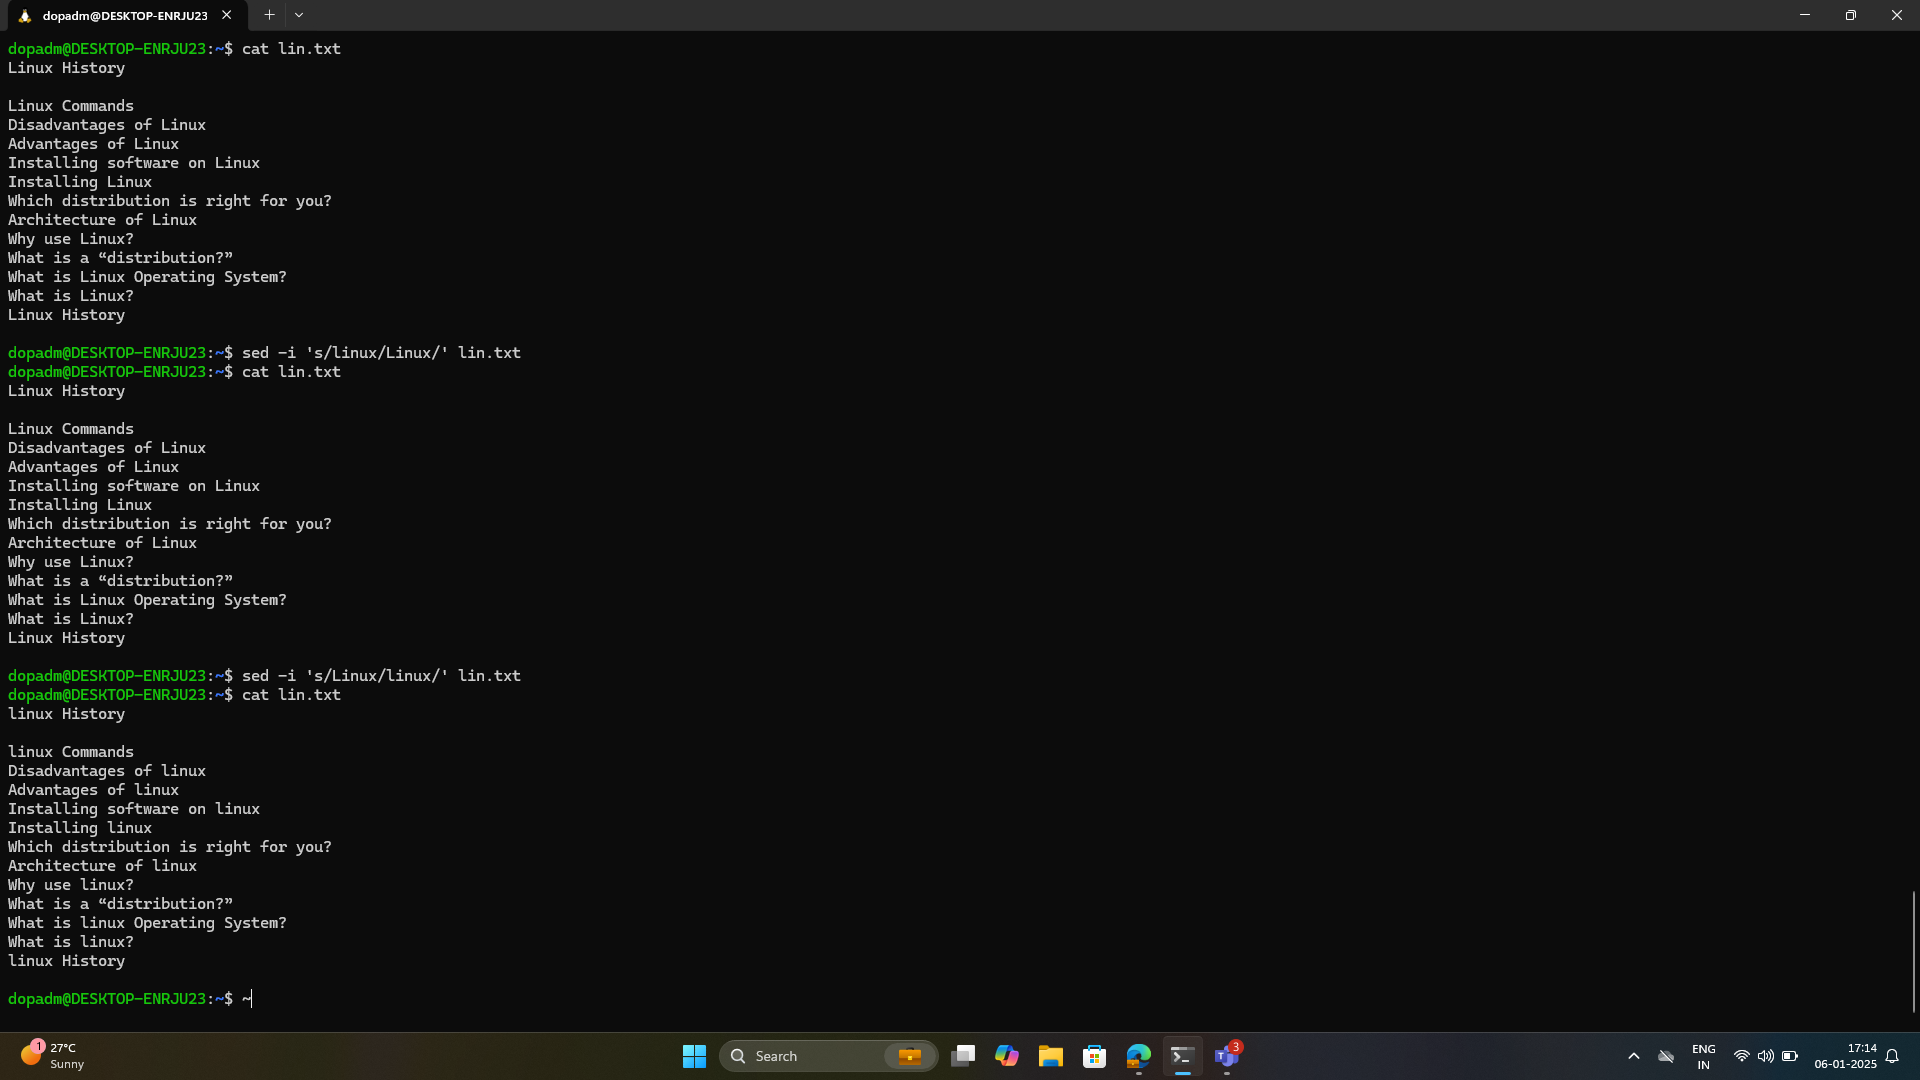 dopadm@DESKTOP-ENRJU23
dopadm@DESKTOP-ENRJU23:~$ cat lin.txt
Linux History
Linux Commands
Disadvantages of Linux
Advantages of Linux
Installing software on Linux
Installing Linux
Which distribution is right for you?
Architecture of Linux
Why use Linux?
What is a “distribution?”
What is Linux Operating System?
What is Linux?
Linux History
dopadm@DESKTOP-ENRJU23:~$ sed -i 's/linux/Linux/' lin.txt
dopadm@DESKTOP-ENRJU23:~$ cat lin.txt
Linux History
Linux Commands
Disadvantages of Linux
Advantages of Linux
Installing software on Linux
Installing Linux
Which distribution is right for you?
Architecture of Linux
Why use Linux?
What is a “distribution?”
What is Linux Operating System?
What is Linux?
Linux History
dopadm@DESKTOP-ENRJU23:~$ sed -i 's/Linux/linux/' lin.txt
dopadm@DESKTOP-ENRJU23:~$ cat lin.txt
linux History
linux Commands
Disadvantages of linux
Advantages of linux
Installing software on linux
Installing linux
Which distribution is right for you?
Architecture of linux
Why use linux?
What is a “distribution?”
What is linux Operating System?
What is linux?
linux History
dopadm@DESKTOP-ENRJU23:~$ ~
1
27°C
Sunny
Search
3
ENG
IN
17:14
06-01-2025